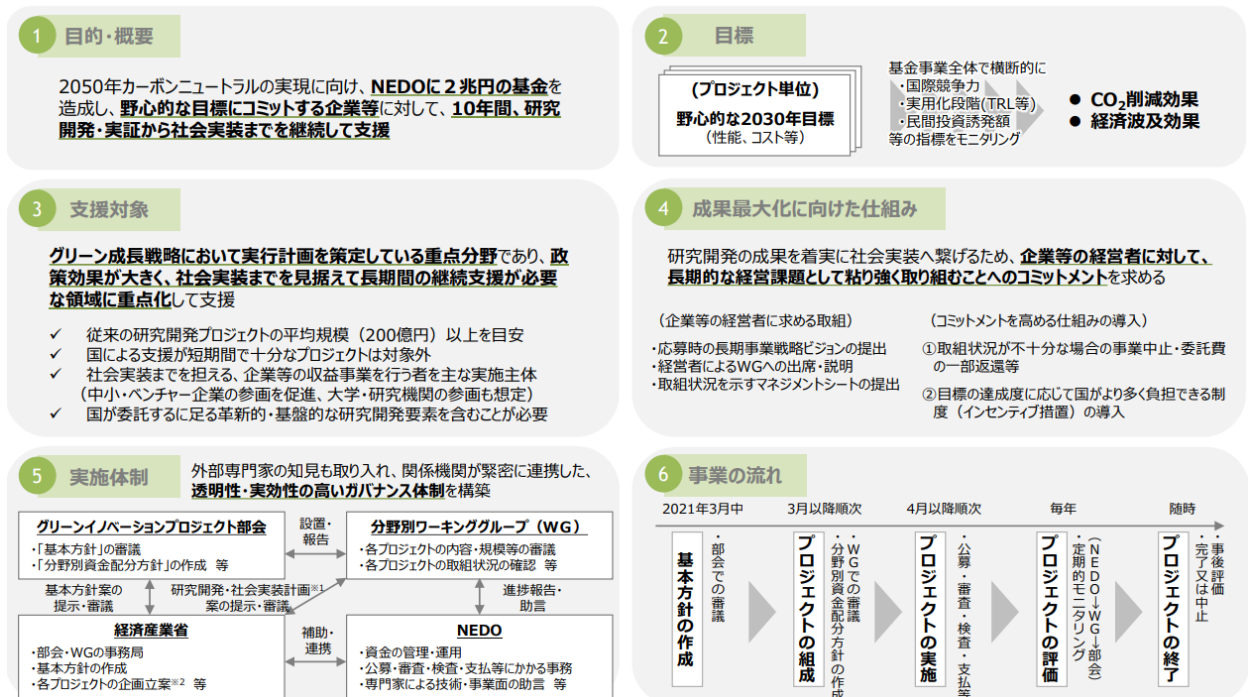 1 目的・概要
2050年カーボンニュートラルの実現に向け、NEDOに２兆円の基金を
造成し、野心的な目標にコミットする企業等に対して、10年間、研究
開発・実証から社会実装までを継続して支援
2 目標
(プロジェクト単位)
野心的な2030年目標
（性能、コスト等）
基金事業全体で横断的に
・国際競争力
・実用化段階(TRL等)
・民間投資誘発額
等の指標をモニタリング
● CO2削減効果
● 経済波及効果
3 支援対象
グリーン成長戦略において実行計画を策定している重点分野であり、政
策効果が大きく、社会実装までを見据えて長期間の継続支援が必要
な領域に重点化して支援
✓ 従来の研究開発プロジェクトの平均規模（200億円）以上を目安
✓ 国による支援が短期間で十分なプロジェクトは対象外
✓ 社会実装までを担える、企業等の収益事業を行う者を主な実施主体
（中小・ベンチャー企業の参画を促進、大学・研究機関の参画も想定）
✓ 国が委託するに足る革新的・基盤的な研究開発要素を含むことが必要
4 成果最大化に向けた仕組み
研究開発の成果を着実に社会実装へ繋げるため、企業等の経営者に対して、
長期的な経営課題として粘り強く取り組むことへのコミットメントを求める
（企業等の経営者に求める取組）
・応募時の長期事業戦略ビジョンの提出
・経営者によるWGへの出席・説明
・取組状況を示すマネジメントシートの提出
（コミットメントを高める仕組みの導入）
①取組状況が不十分な場合の事業中止・委託費
の一部返還等
②目標の達成度に応じて国がより多く負担できる制
度（インセンティブ措置）の導入
5 実施体制
外部専門家の知見も取り入れ、関係機関が緊密に連携した、
透明性・実効性の高いガバナンス体制を構築
グリーンイノベーションプロジェクト部会
・「基本方針」の審議
・「分野別資金配分方針」の作成 等
設置・
報告
分野別ワーキンググループ（WG）
・各プロジェクトの内容・規模等の審議
・各プロジェクトの取組状況の確認 等
基本方針案の
提示・審議
研究開発・社会実装計画※1
案の提示・審議
進捗報告・
助言
経済産業省
・部会・WGの事務局
・基本方針の作成
・各プロジェクトの企画立案※2 等
補助・
連携
NEDO
・資金の管理・運用
・公募・審査・検査・支払等にかかる事務
・専門家による技術・事業面の助言 等
6 事業の流れ
2021年3月中
3月以降順次
4月以降順次
毎年
随時
基本方針の作成
・部会での審議
プロジェクトの組成
・WGでの審議
・分野別資金配分方針の作成
プロジェクトの実施
・公募・審査・検査・支払等
プロジェクトの評価
・定期的モニタリング
（NEDO→WG→部会）
プロジェクトの終了
・事後評価
・完了又は中止